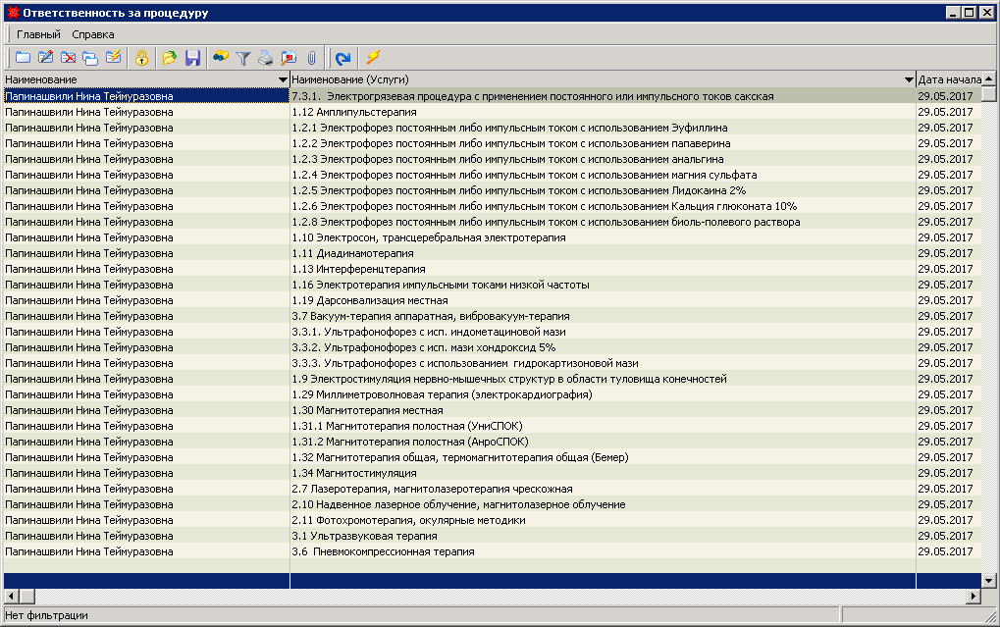 Ответственность за процедуру
Главный Справка
Наименование Наименование (Услуги) Дата начала
Папинашвили Нина Теймуразовна 7.3.1. Электрогрязевая процедура с применением постоянного или импульсного токов сакская 29.05.2017
Папинашвили Нина Теймуразовна 1.12 Амплипульстерапия 29.05.2017
Папинашвили Нина Теймуразовна 1.2.1 Электрофорез постоянным либо импульсным током с использованием Эуфиллина 29.05.2017
Папинашвили Нина Теймуразовна 1.2.2 Электрофорез постоянным либо импульсным током с использованием папаверина 29.05.2017
Папинашвили Нина Теймуразовна 1.2.3 Электрофорез постоянным либо импульсным током с использованием анальгина 29.05.2017
Папинашвили Нина Теймуразовна 1.2.4 Электрофорез постоянным либо импульсным током с использованием магния сульфата 29.05.2017
Папинашвили Нина Теймуразовна 1.2.5 Электрофорез постоянным либо импульсным током с использованием Лидокаина 2% 29.05.2017
Папинашвили Нина Теймуразовна 1.2.6 Электрофорез постоянным либо импульсным током с использованием Кальция глюконата 10% 29.05.2017
Папинашвили Нина Теймуразовна 1.2.8 Электрофорез постоянным либо импульсным током с использованием биоль-полевого раствора 29.05.2017
Папинашвили Нина Теймуразовна 1.10 Электросон, трансцеребральная электротерапия 29.05.2017
Папинашвили Нина Теймуразовна 1.11 Диадинамотерапия 29.05.2017
Папинашвили Нина Теймуразовна 1.13 Интерференцтерапия 29.05.2017
Папинашвили Нина Теймуразовна 1.16 Электротерапия импульсными токами низкой частоты 29.05.2017
Папинашвили Нина Теймуразовна 1.19 Дарсонвализация местная 29.05.2017
Папинашвили Нина Теймуразовна 3.7 Вакуум-терапия аппаратная, вибровакуум-терапия 29.05.2017
Папинашвили Нина Теймуразовна 3.3.1. Ультрафонофорез с исп. индометациновой мази 29.05.2017
Папинашвили Нина Теймуразовна 3.3.2. Ультрафонофорез с исп. мази хондроксид 5% 29.05.2017
Папинашвили Нина Теймуразовна 3.3.3. Ультрафонофорез с использованием гидрокартизоновой мази 29.05.2017
Папинашвили Нина Теймуразовна 1.9 Электростимуляция нервно-мышечных структур в области туловища конечностей 29.05.2017
Папинашвили Нина Теймуразовна 1.29 Миллиметроволновая терапия (электрокардиография) 29.05.2017
Папинашвили Нина Теймуразовна 1.30 Магнитотерапия местная 29.05.2017
Папинашвили Нина Теймуразовна 1.31.1 Магнитотерапия полостная (УниСПОК) 29.05.2017
Папинашвили Нина Теймуразовна 1.31.2 Магнитотерапия полостная (АнроСПОК) 29.05.2017
Папинашвили Нина Теймуразовна 1.32 Магнитотерапия общая, термомагнитотерапия общая (Бемер) 29.05.2017
Папинашвили Нина Теймуразовна 1.34 Магнитостимуляция 29.05.2017
Папинашвили Нина Теймуразовна 2.7 Лазеротерапия, магнитолазеротерапия чрескожная 29.05.2017
Папинашвили Нина Теймуразовна 2.10 Надвенное лазерное облучение, магнитолазерное облучение 29.05.2017
Папинашвили Нина Теймуразовна 2.11 Фотохромотерапия, окулярные методики 29.05.2017
Папинашвили Нина Теймуразовна 3.1 Ультразвуковая терапия 29.05.2017
Папинашвили Нина Теймуразовна 3.6 Пневмокомпрессионная терапия 29.05.2017
Нет фильтрации